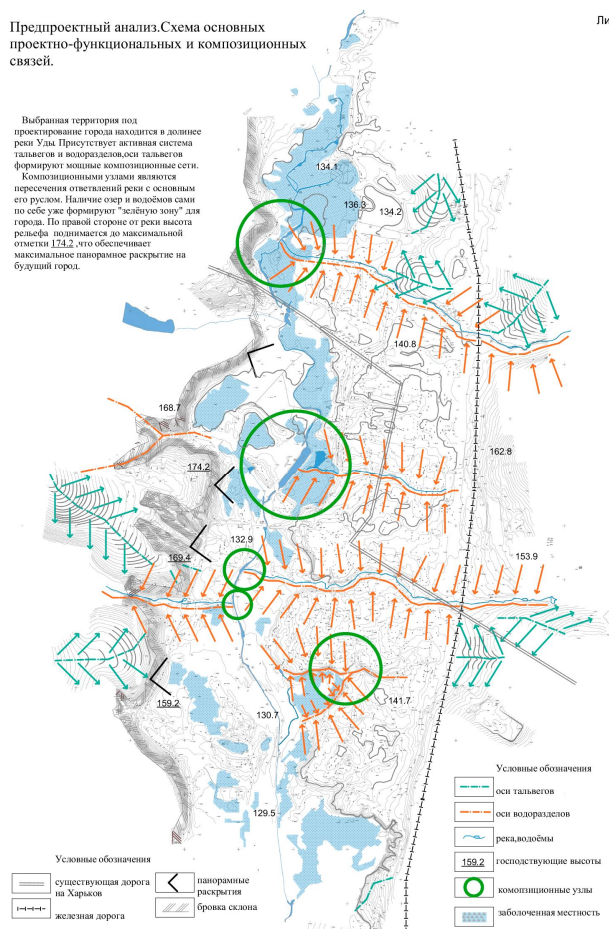 Предпроектный анализ.Схема основных
проектно-функциональных и композиционных
связей.
Ли
Выбранная территория под
проектирование города находится в долинее
реки Уды. Присутствует активная система
тальвегов и водоразделов,оси тальвегов
формируют мощные композиционные сети.
Композиционными узлами являются
пересечения ответвлений реки с основным
его руслом. Наличие озер и водоёмов сами
по себе уже формируют "зелёную зону" для
города. По правой стороне от реки высота
рельефа поднимается до максимальной
отметки 174.2 ,что обеспечивает
максимальное панорамное раскрытие на
будущий город.
134.1
136.3
134.2
140.8
168.7
162.8
174.2
132.9
153.9
169.4
159.2
130.7
141.7
129.5
Условные обозначения
существующая дорога
на Харьков
железная дорога
панорамные
раскрытия
бровка склона
Условные обозначения
оси тальвегов
оси водоразделов
река,водоёмы
159.2 господствующие высоты
комопзиционные узлы
заболоченная местность